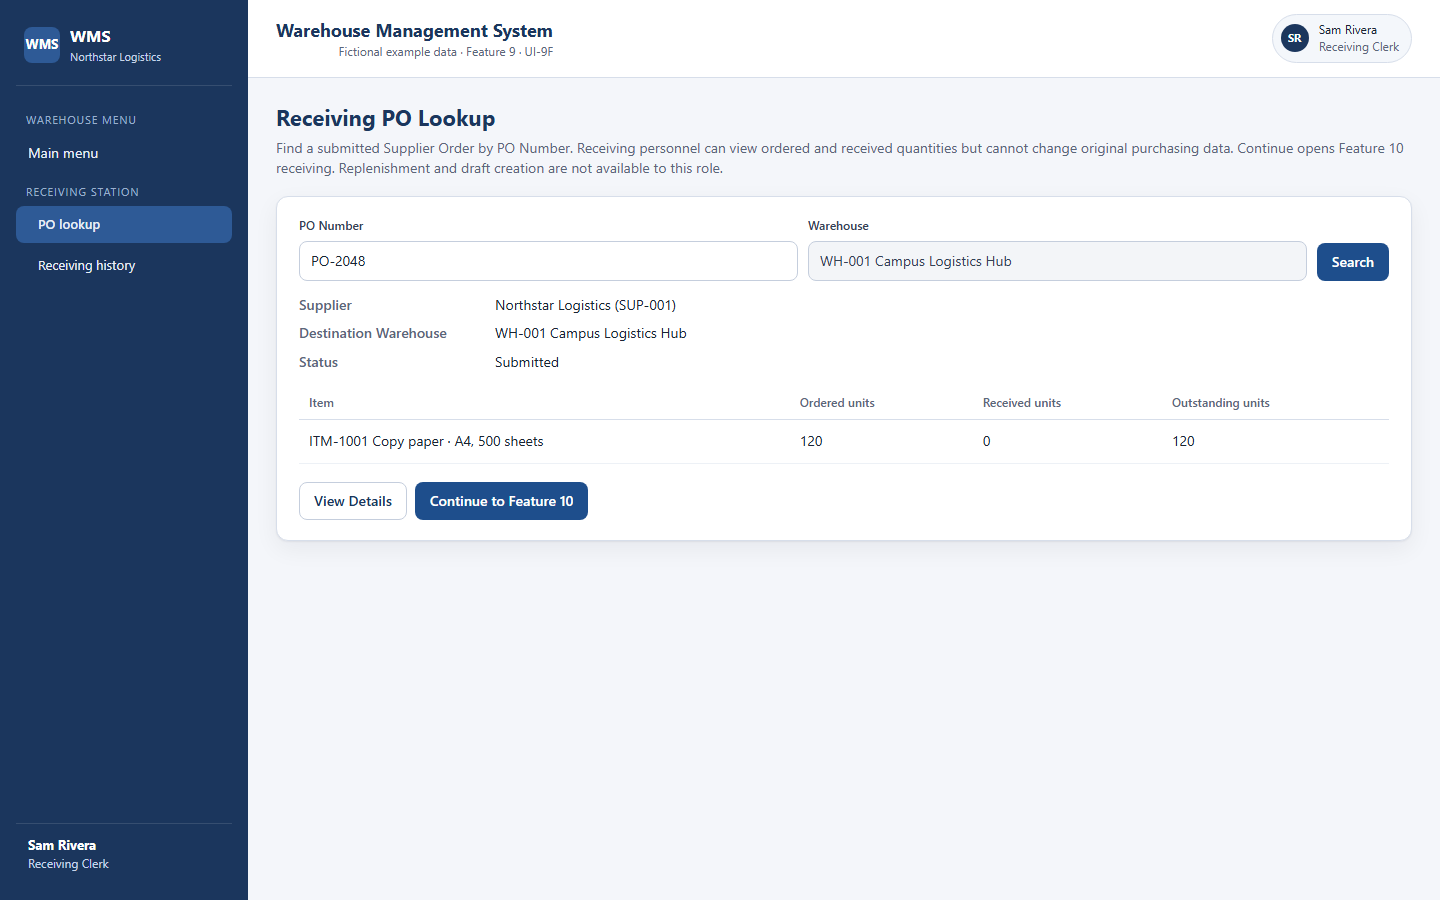 WMS
WMS
Northstar Logistics
WAREHOUSE MENU
Main menu
RECEIVING STATION
PO lookup
Receiving history
Sam Rivera
Receiving Clerk
Warehouse Management System
Fictional example data · Feature 9 · UI-9F
SR
Sam Rivera
Receiving Clerk
Receiving PO Lookup
Find a submitted Supplier Order by PO Number. Receiving personnel can view ordered and received quantities but cannot change original purchasing data. Continue opens Feature 10
receiving. Replenishment and draft creation are not available to this role.
PO Number
Warehouse
PO-2048
WH-001 Campus Logistics Hub
Search
Supplier Northstar Logistics (SUP-001)
Destination Warehouse WH-001 Campus Logistics Hub
Status Submitted
Item Ordered units Received units Outstanding units
ITM-1001 Copy paper · A4, 500 sheets 120 0 120
View Details
Continue to Feature 10